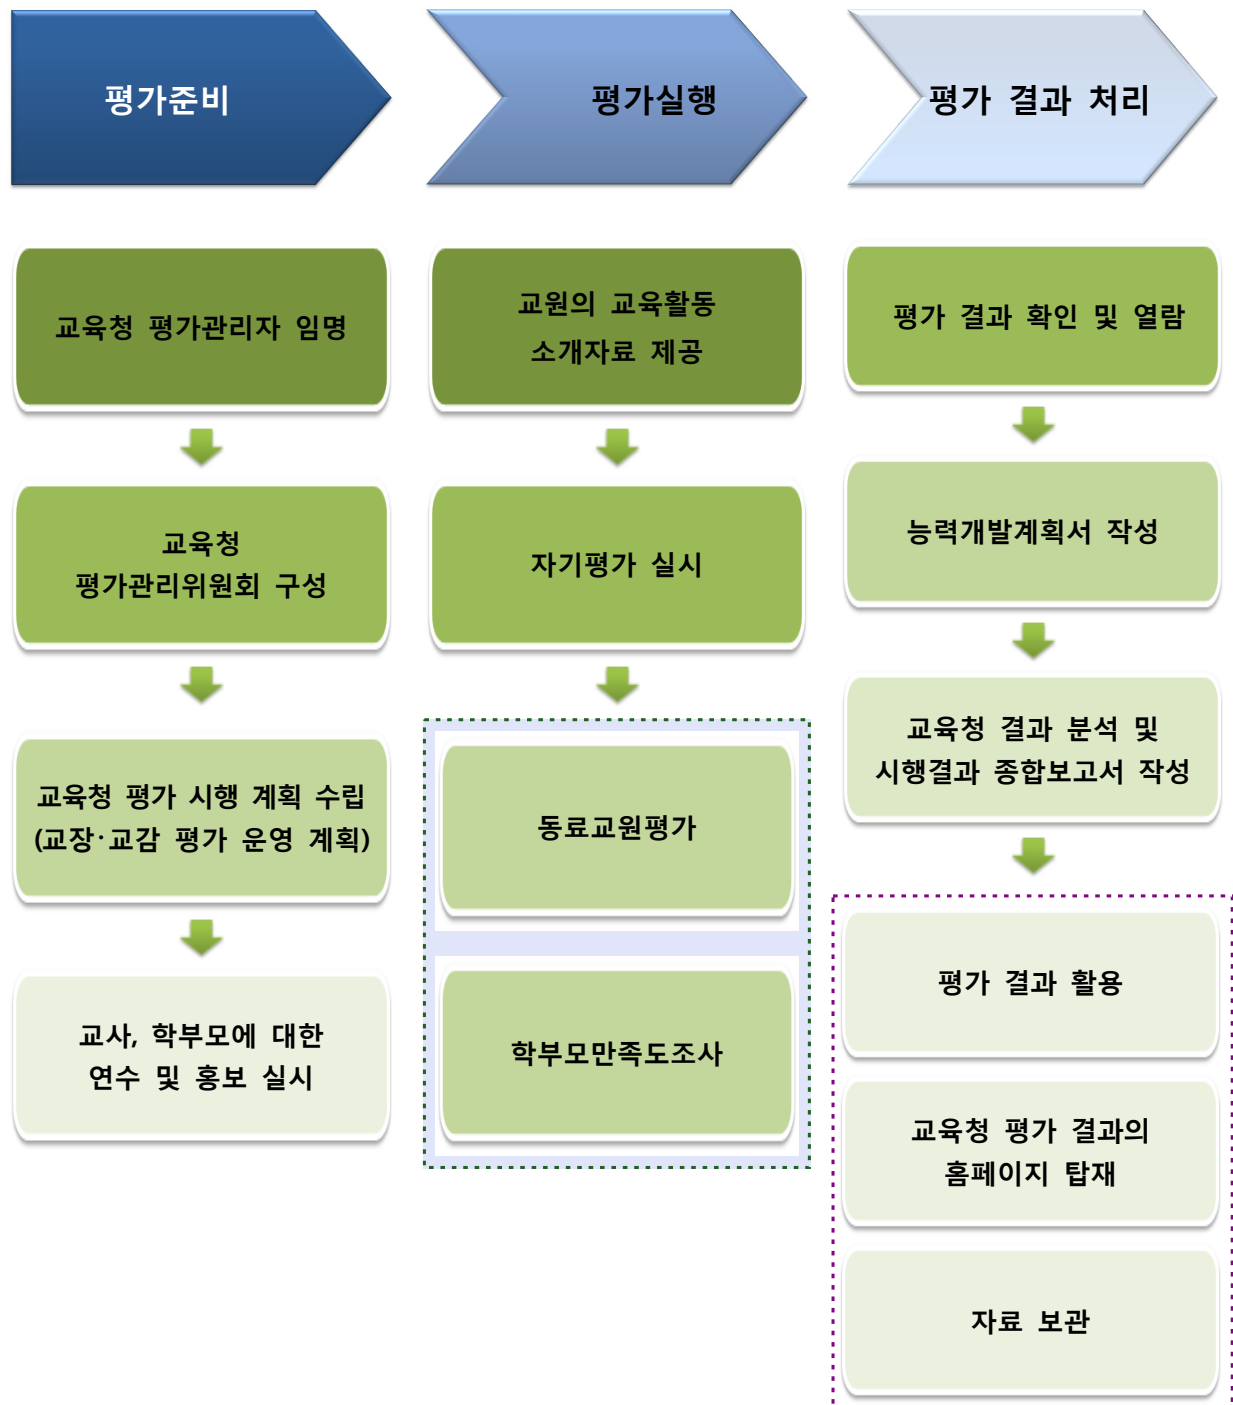 평가준비
평가실행
평가 결과 처리
교육청 평가관리자 임명
교육청
평가관리위원회 구성
교육청 평가 시행 계획 수립
(교장·교감 평가 운영 계획)
교사, 학부모에 대한
연수 및 홍보 실시
교원의 교육활동
소개자료 제공
자기평가 실시
동료교원평가
학부모만족도조사
평가 결과 확인 및 열람
능력개발계획서 작성
교육청 결과 분석 및
시행결과 종합보고서 작성
평가 결과 활용
교육청 평가 결과의
홈페이지 탑재
자료 보관